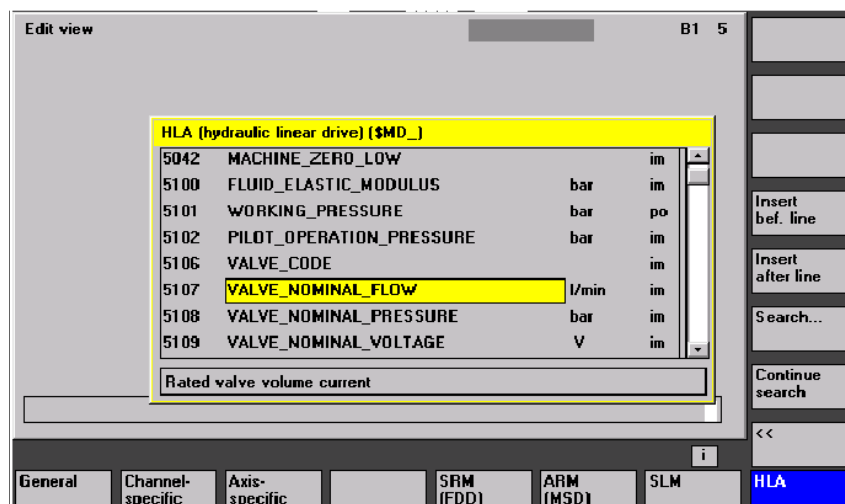 Edit view B1 5
HLA (hydraulic linear drive) ($MD_)
5042 MACHINE_ZERO_LOW im
5100 FLUID_ELASTIC_MODULUS bar im
5101 WORKING_PRESSURE bar po
5102 PILOT_OPERATION_PRESSURE bar im
5106 VALVE_CODE im
5107 VALVE_NOMINAL_FLOW l/min im
5108 VALVE_NOMINAL_PRESSURE bar im
5109 VALVE_NOMINAL_VOLTAGE V im
Rated valve volume current
Insert
bef. line
Insert
after line
Search...
Continue
search
<<
i
General
Channel-
specific
Axis-
specific
SRM
(FDD)
ARM
(MSD)
SLM
HLA